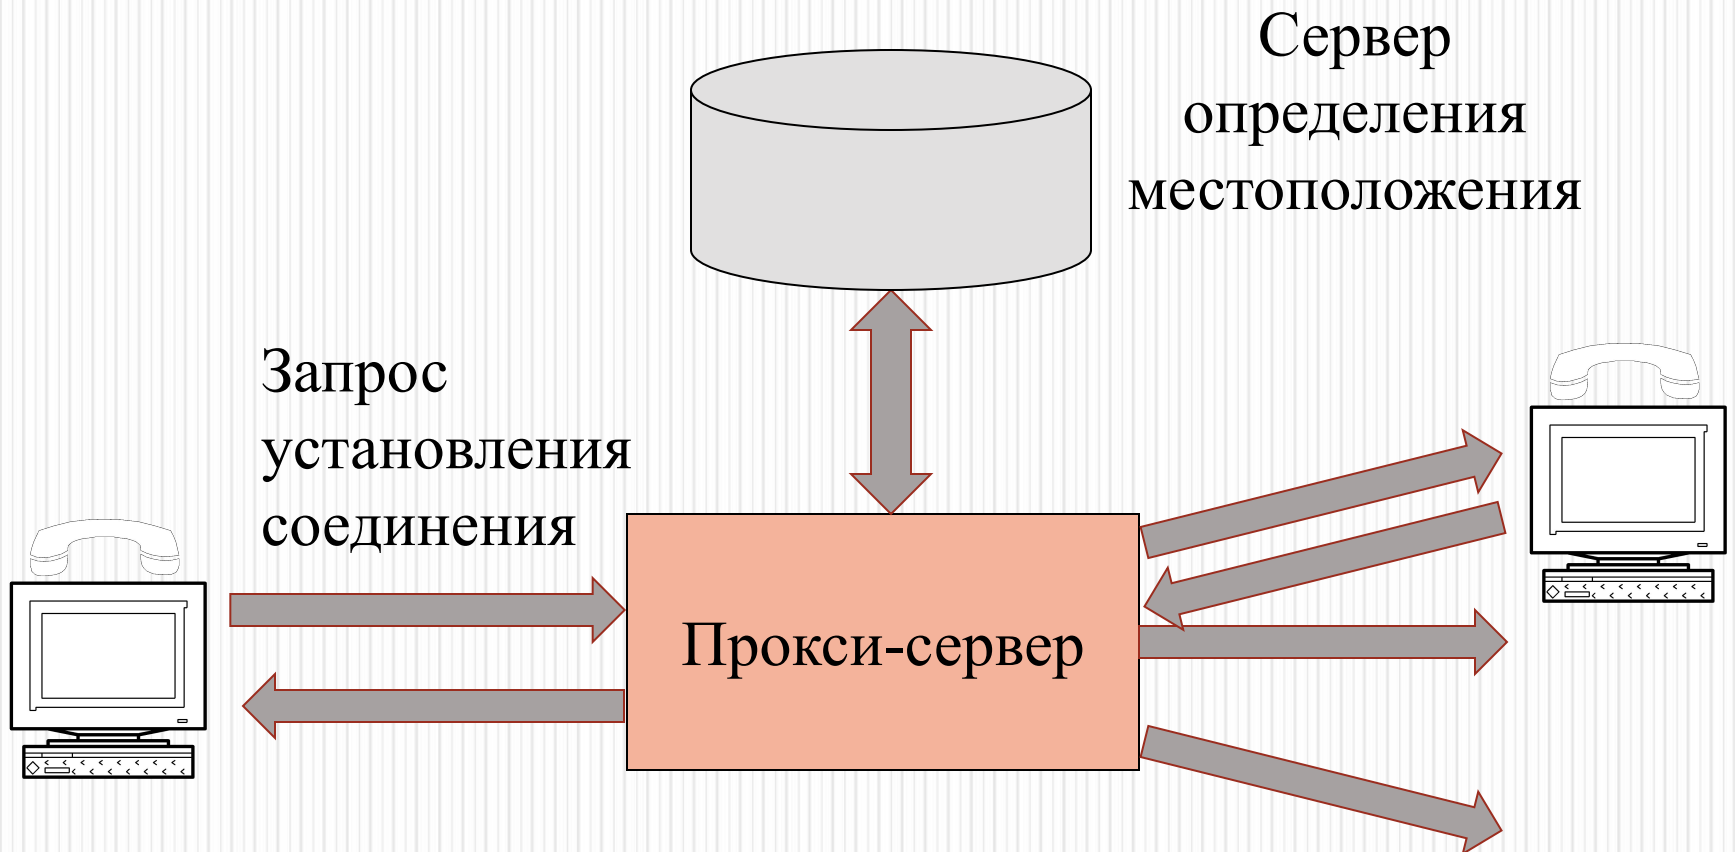 Сервер
определения
местоположения
Запрос
установления
соединения
Прокси-сервер